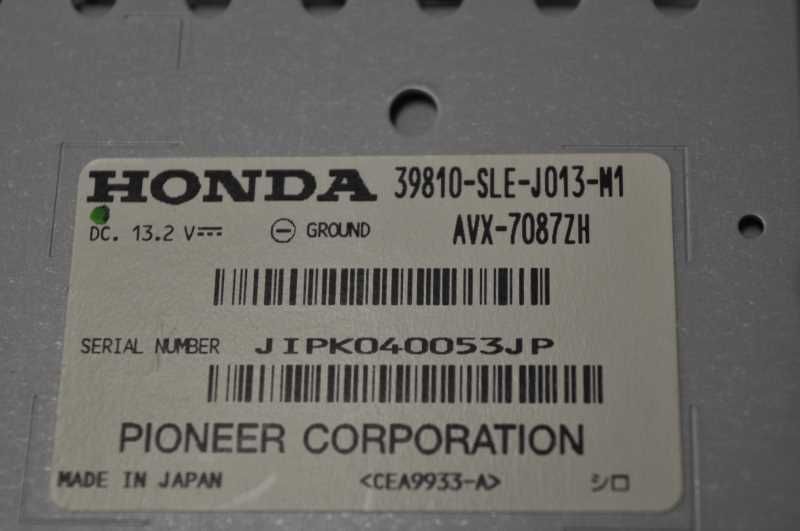 HONDA 39810-SLE-J013-M1
DC. 13.2 V ⎓ ⊖ GROUND AVX-7087ZH
SERIAL NUMBER JIPK040053JP
PIONEER CORPORATION
MADE IN JAPAN <CEA9933-A> シロ